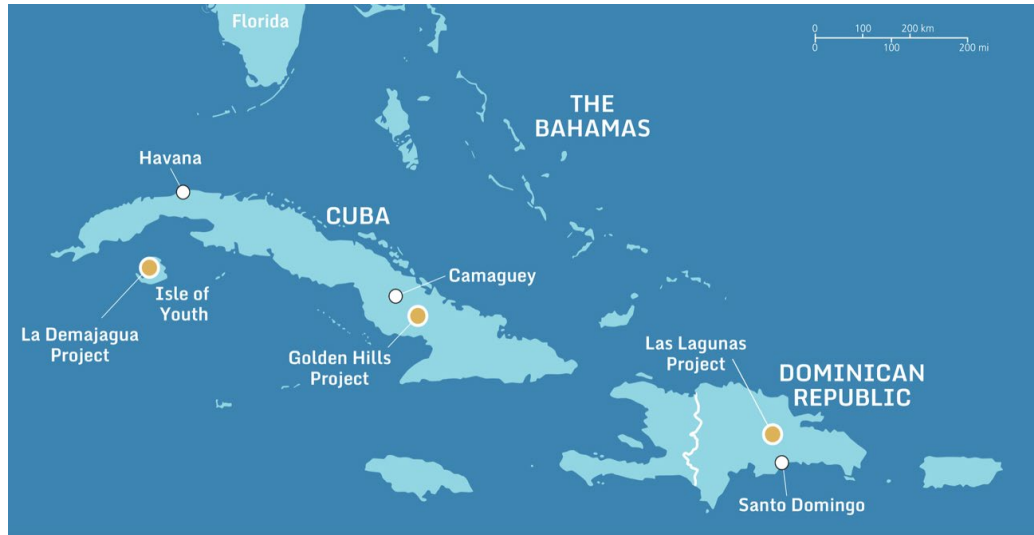 Florida
0 100 200 km
0 100 200 mi
THE
BAHAMAS
Havana
CUBA
Camaguey
Isle of
Youth
La Demajagua
Project
Golden Hills
Project
Las Lagunas
Project
DOMINICAN
REPUBLIC
Santo Domingo